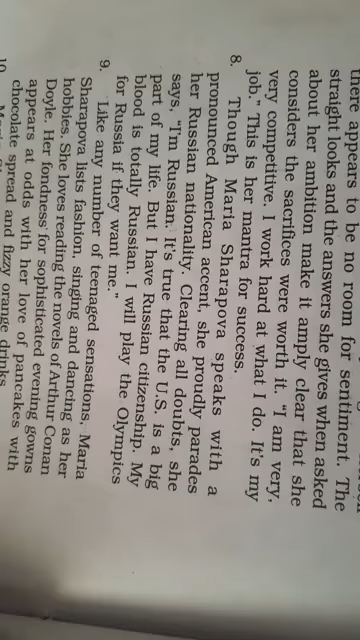 there appears to be no room for sentiment. The
straight looks and the answers she gives when asked
about her ambition make it amply clear that she
considers the sacrifices were worth it. "I am very,
very competitive. I work hard at what I do. It's my
job." This is her mantra for success.
8. Though Maria Sharapova speaks with a
pronounced American accent, she proudly parades
her Russian nationality. Clearing all doubts, she
says, "I'm Russian. It's true that the U.S. is a big
part of my life. But I have Russian citizenship. My
blood is totally Russian. I will play the Olympics
for Russia if they want me."
9. Like any number of teenaged sensations, Maria
Sharapova lists fashion, singing and dancing as her
hobbies. She loves reading the novels of Arthur Conan
Doyle. Her fondness for sophisticated evening gowns
appears at odds with her love of pancakes with
chocolate spread and fizzy orange drinks.
10.